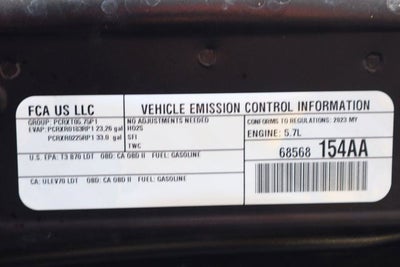 FCA US LLC
VEHICLE EMISSION CONTROL INFORMATION
GROUP: PCRXT05.75P1
EVAP: PCRXR0183RP1 23,26 gal
PCRXR0225RP1 33.0 gal
NO ADJUSTMENTS NEEDED
HO2S
SFI
TWC
CONFORMS TO REGULATIONS: 2023 MY
ENGINE: 5.7L
U.S. EPA: T3 B70 LDT OBD: CA OBD II FUEL: GASOLINE
CA: ULEV70 LDT OBD: CA OBD II FUEL: GASOLINE
68568 154AA